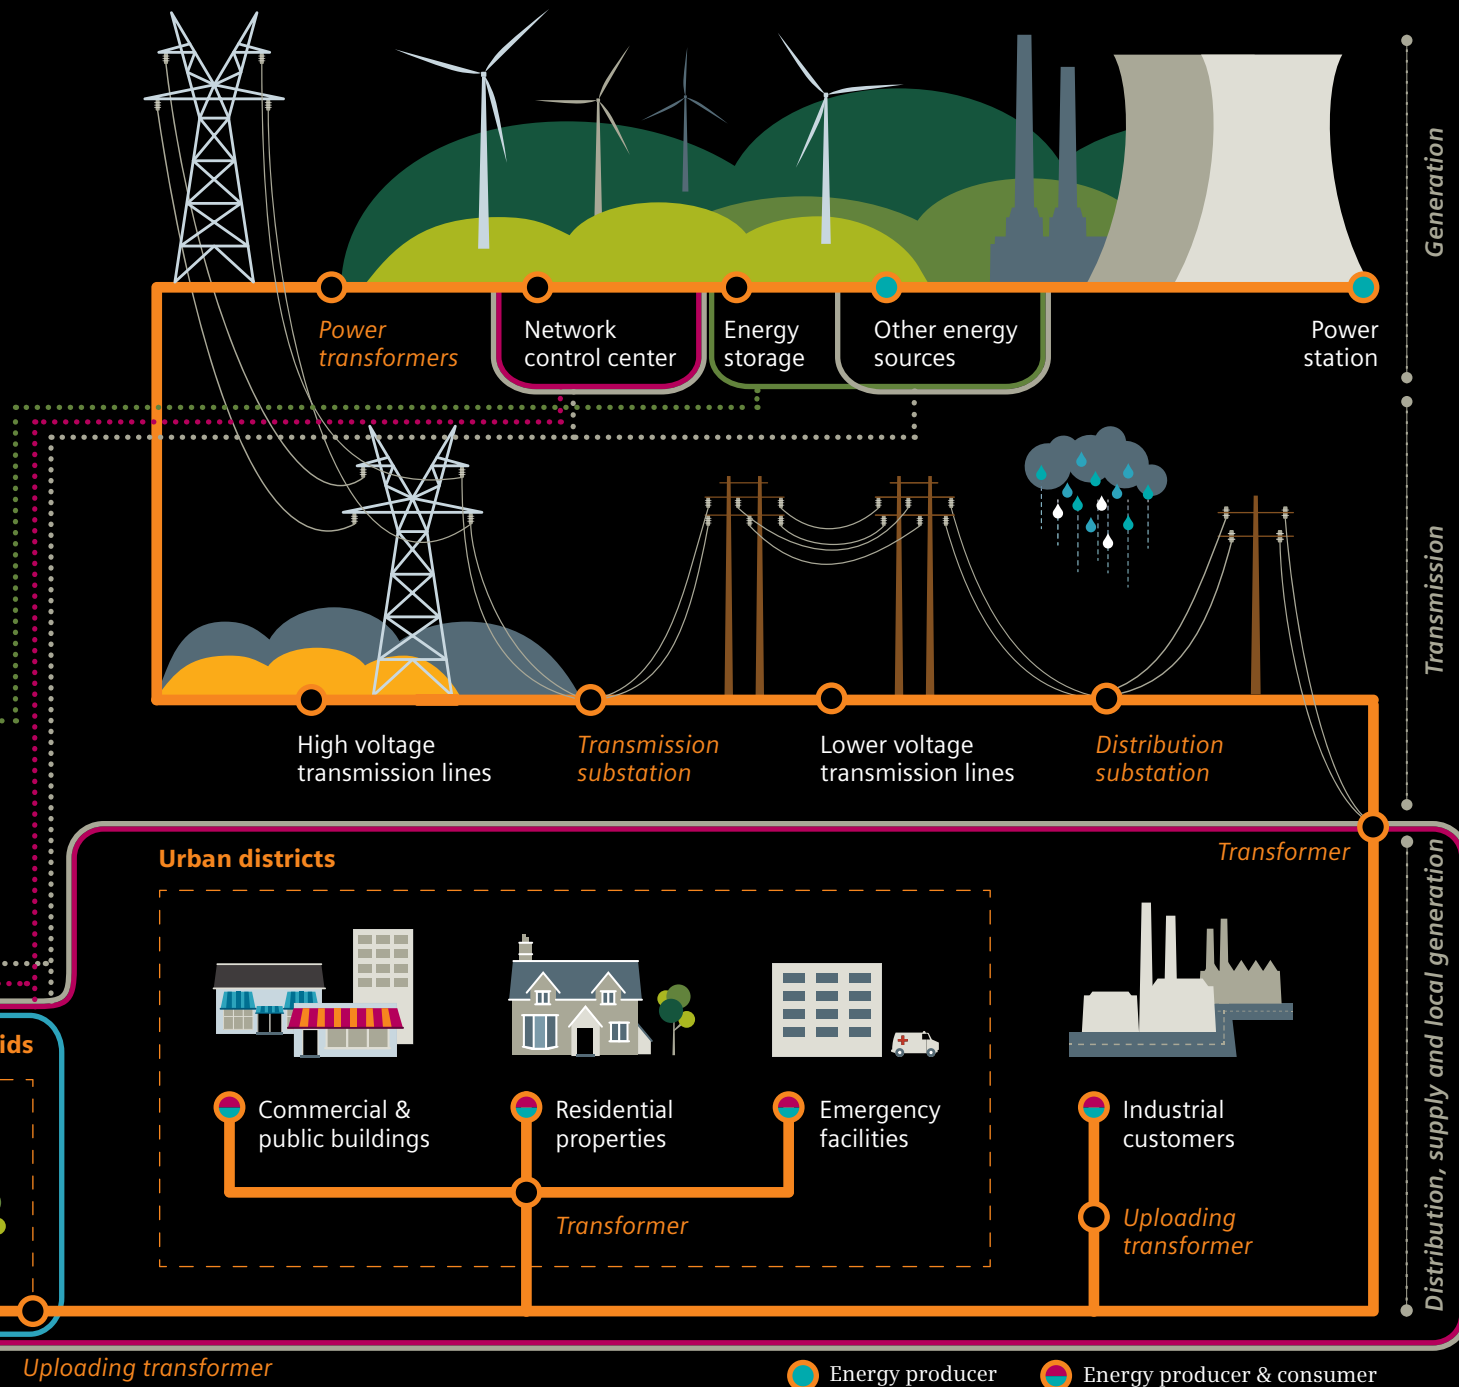 Generation
Power
transformers
Network
control center
Energy
storage
Other energy
sources
Power
station
Transmission
High voltage
transmission lines
Transmission
substation
Lower voltage
transmission lines
Distribution
substation
Transformer
Distribution, supply and local generation
Urban districts
ids
Commercial &
public buildings
Residential
properties
Emergency
facilities
Industrial
customers
Transformer
Uploading
transformer
Uploading transformer
Energy producer
Energy producer & consumer